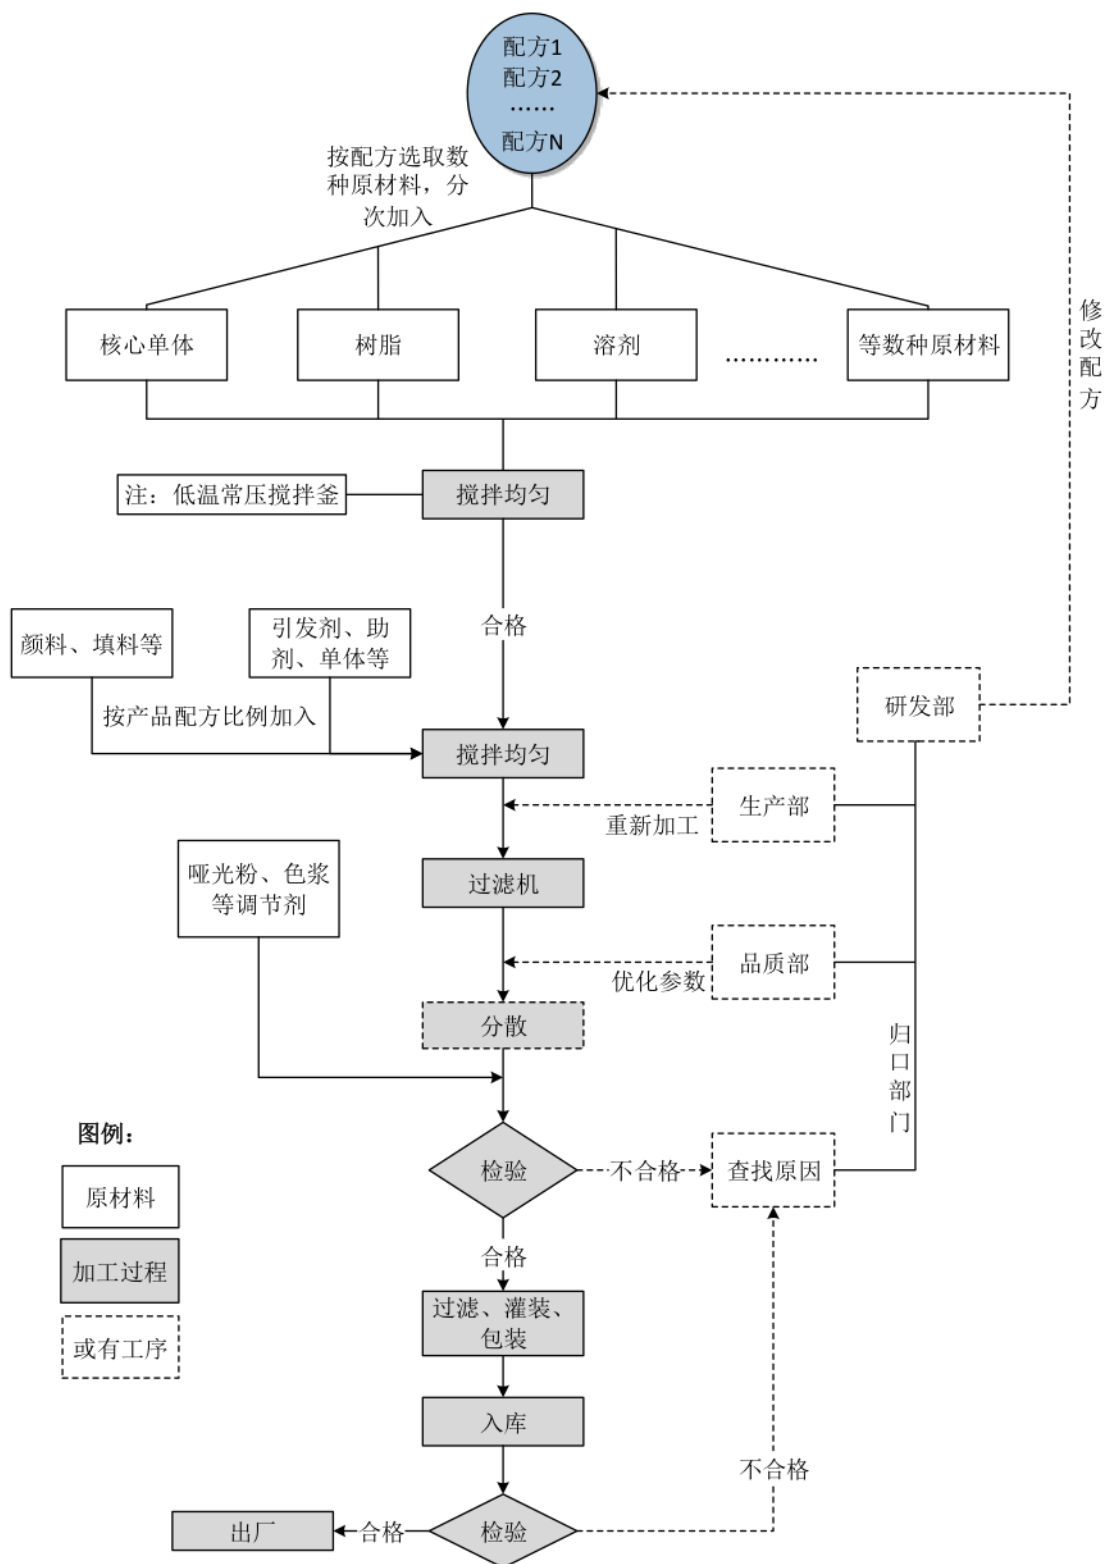 配方1
配方2
……
配方N
按配方选取数
种原材料，分
次加入
核心单体
树脂
溶剂
…………
等数种原材料
修
改
配
方
注：低温常压搅拌釜
搅拌均匀
合格
颜料、填料等
引发剂、助
剂、单体等
按产品配方比例加入
搅拌均匀
研发部
生产部
重新加工
哑光粉、色浆
等调节剂
过滤机
品质部
优化参数
分散
归
口
部
门
图例：
原材料
加工过程
或有工序
检验
不合格
查找原因
合格
过滤、灌装、
包装
入库
不合格
检验
合格
出厂